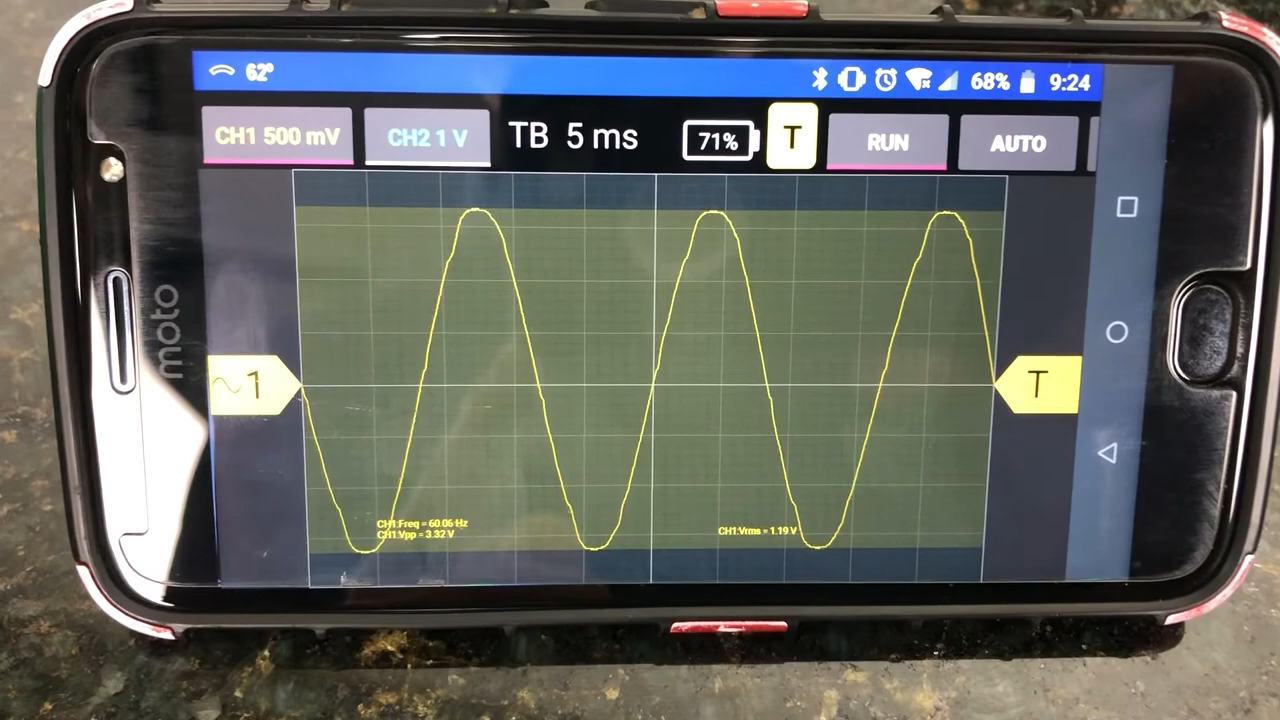 62° 68% 9:24
CH1 500 mV CH2 1 V TB 5 ms 71% T RUN AUTO
moto
~1 T
CH1:Freq = 60.06 Hz
CH1:Vpp = 3.32 V
CH1:Vrms = 1.19 V